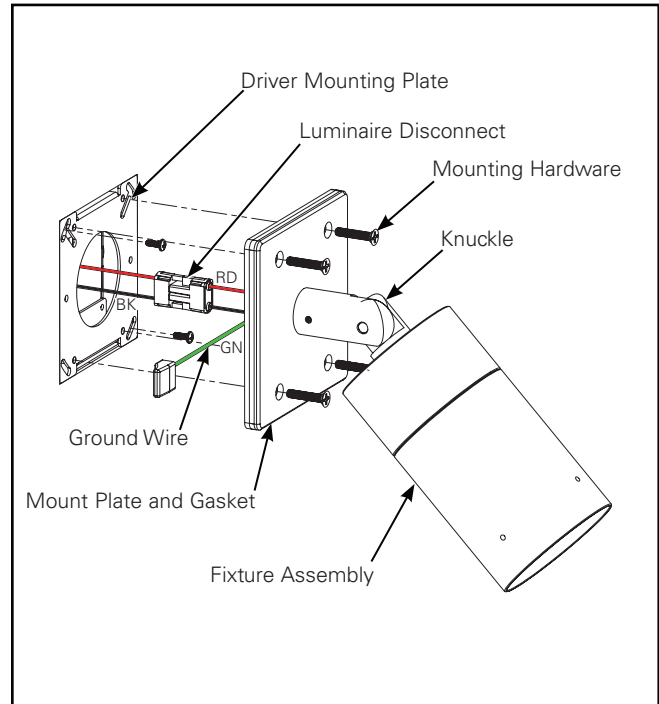 Driver Mounting Plate
Luminaire Disconnect
Mounting Hardware
Knuckle
RD
BK
GN
Ground Wire
Mount Plate and Gasket
Fixture Assembly